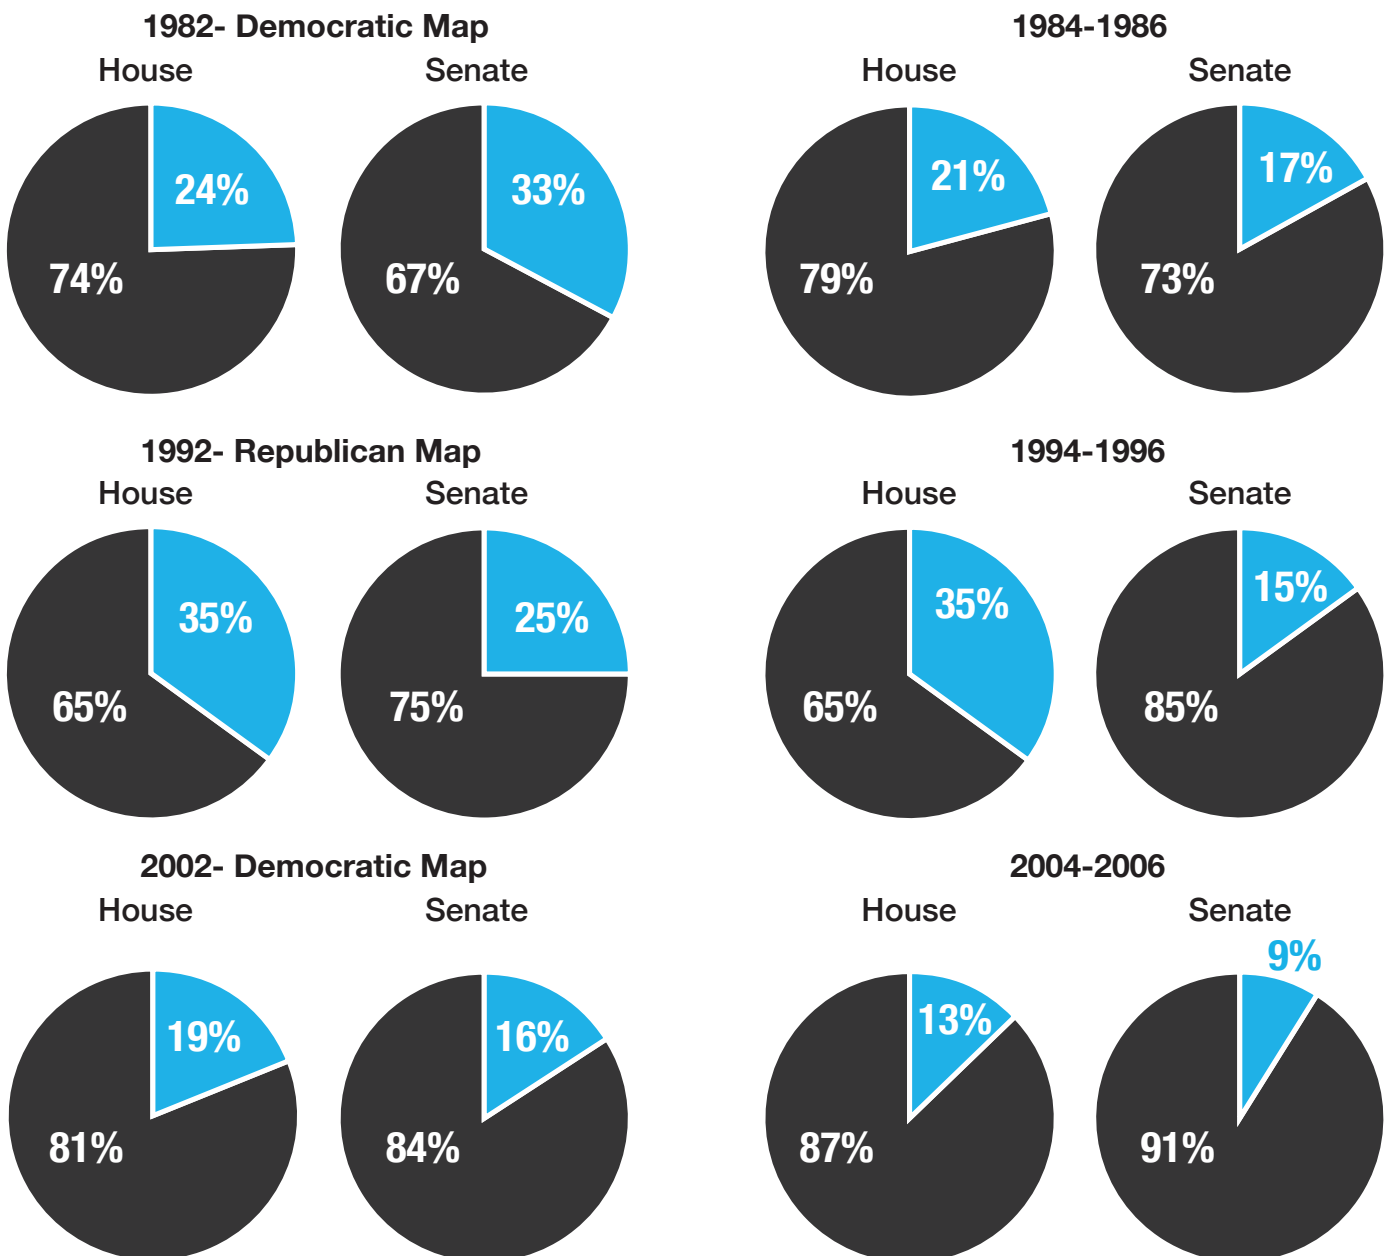 1982- Democratic Map
House
Senate
24%
74%
33%
67%
1984-1986
House
Senate
21%
79%
17%
73%
1992- Republican Map
House
Senate
35%
65%
25%
75%
1994-1996
House
Senate
35%
65%
15%
85%
2002- Democratic Map
House
Senate
19%
81%
16%
84%
2004-2006
House
Senate
13%
87%
9%
91%